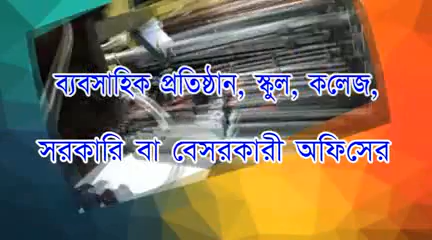 ব্যবসাহিক প্রতিষ্ঠান, স্কুল, কলেজ,
সরকারি বা বেসরকারী অফিসের